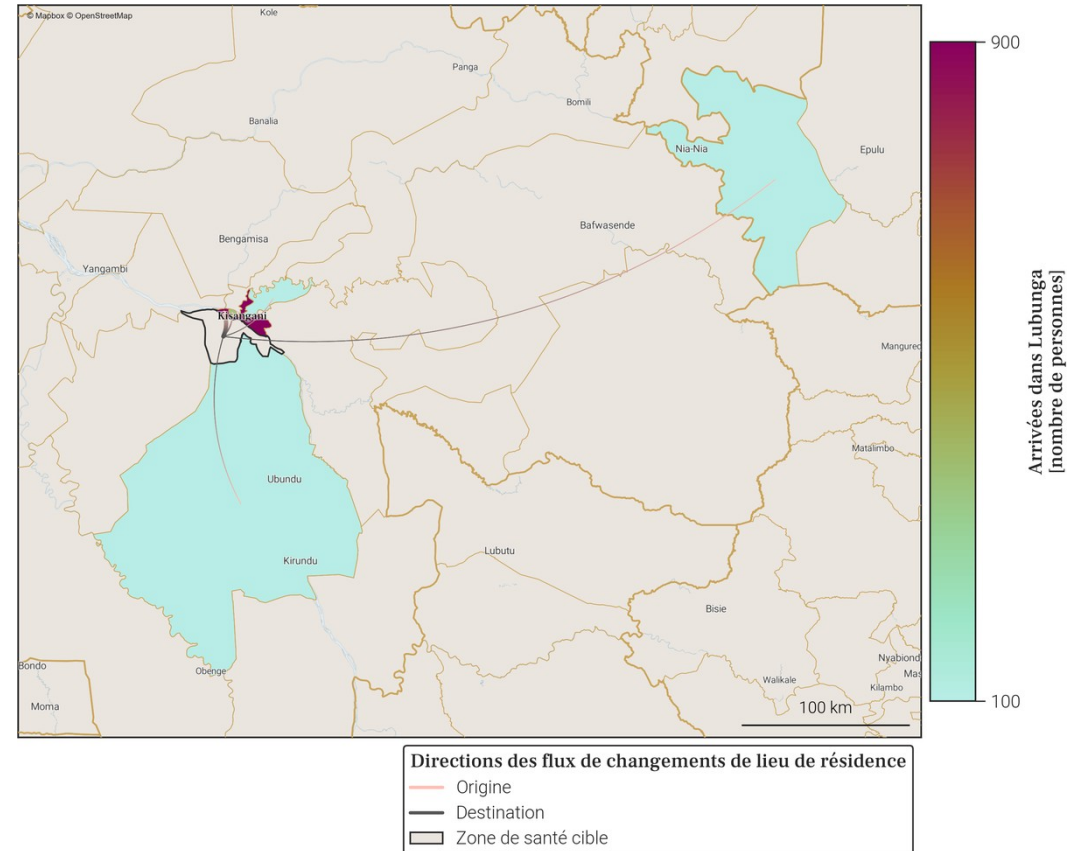 © Mapbox © OpenStreetMap
Kole
Panga
Bomili
Banalia
Nia-Nia
Epulu
Bafwasende
Bengamisa
Yangambi
Kisangani
Mangured
Matalimbo
Ubundu
Lubutu
Kirundu
Bisie
Nyabiond
Bondo
Obenge
Walikale
Mas
Kilambo
Moma
100 km
900
100
Arrivées dans Lubunga
[nombre de personnes]
Directions des flux de changements de lieu de résidence
Origine
Destination
Zone de santé cible